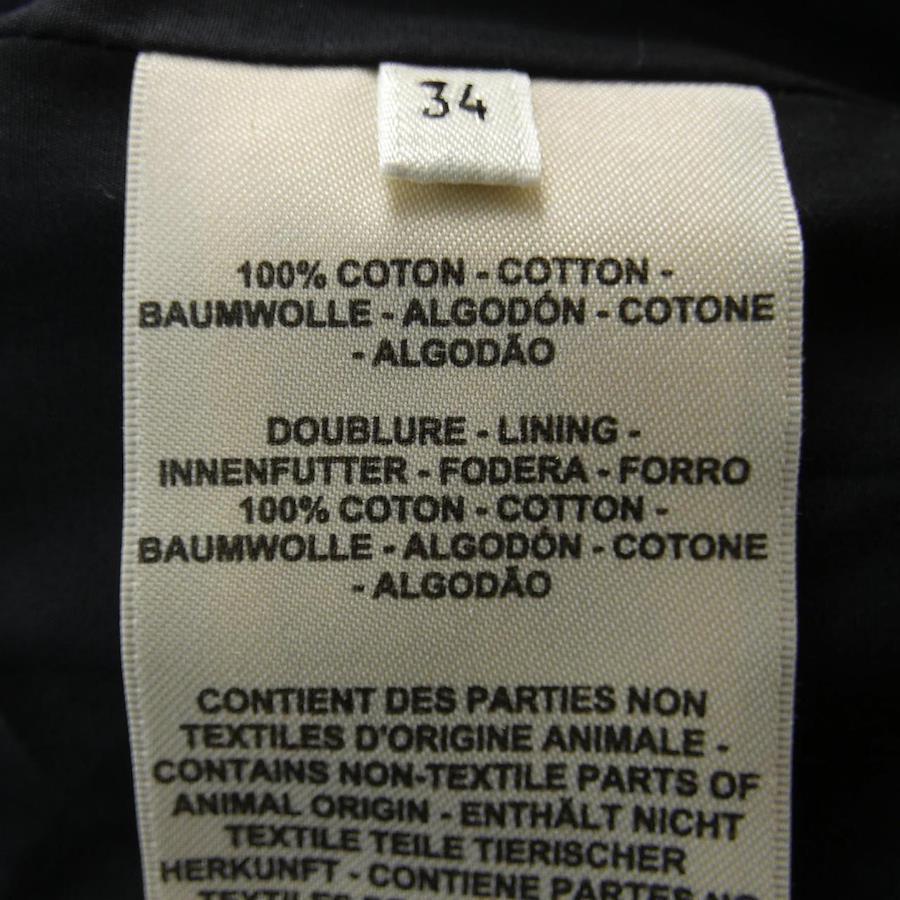 34
100% COTON - COTTON -
BAUMWOLLE - ALGODÓN - COTONE
- ALGODÃO
DOUBLURE - LINING -
INNENFUTTER - FODERA - FORRO
100% COTON - COTTON -
BAUMWOLLE - ALGODÓN - COTONE
- ALGODÃO
CONTIENT DES PARTIES NON
TEXTILES D'ORIGINE ANIMALE -
CONTAINS NON-TEXTILE PARTS OF
ANIMAL ORIGIN - ENTHÄLT NICHT
TEXTILE TEILE TIERISCHER
HERKUNFT - CONTIENE PARTES NO